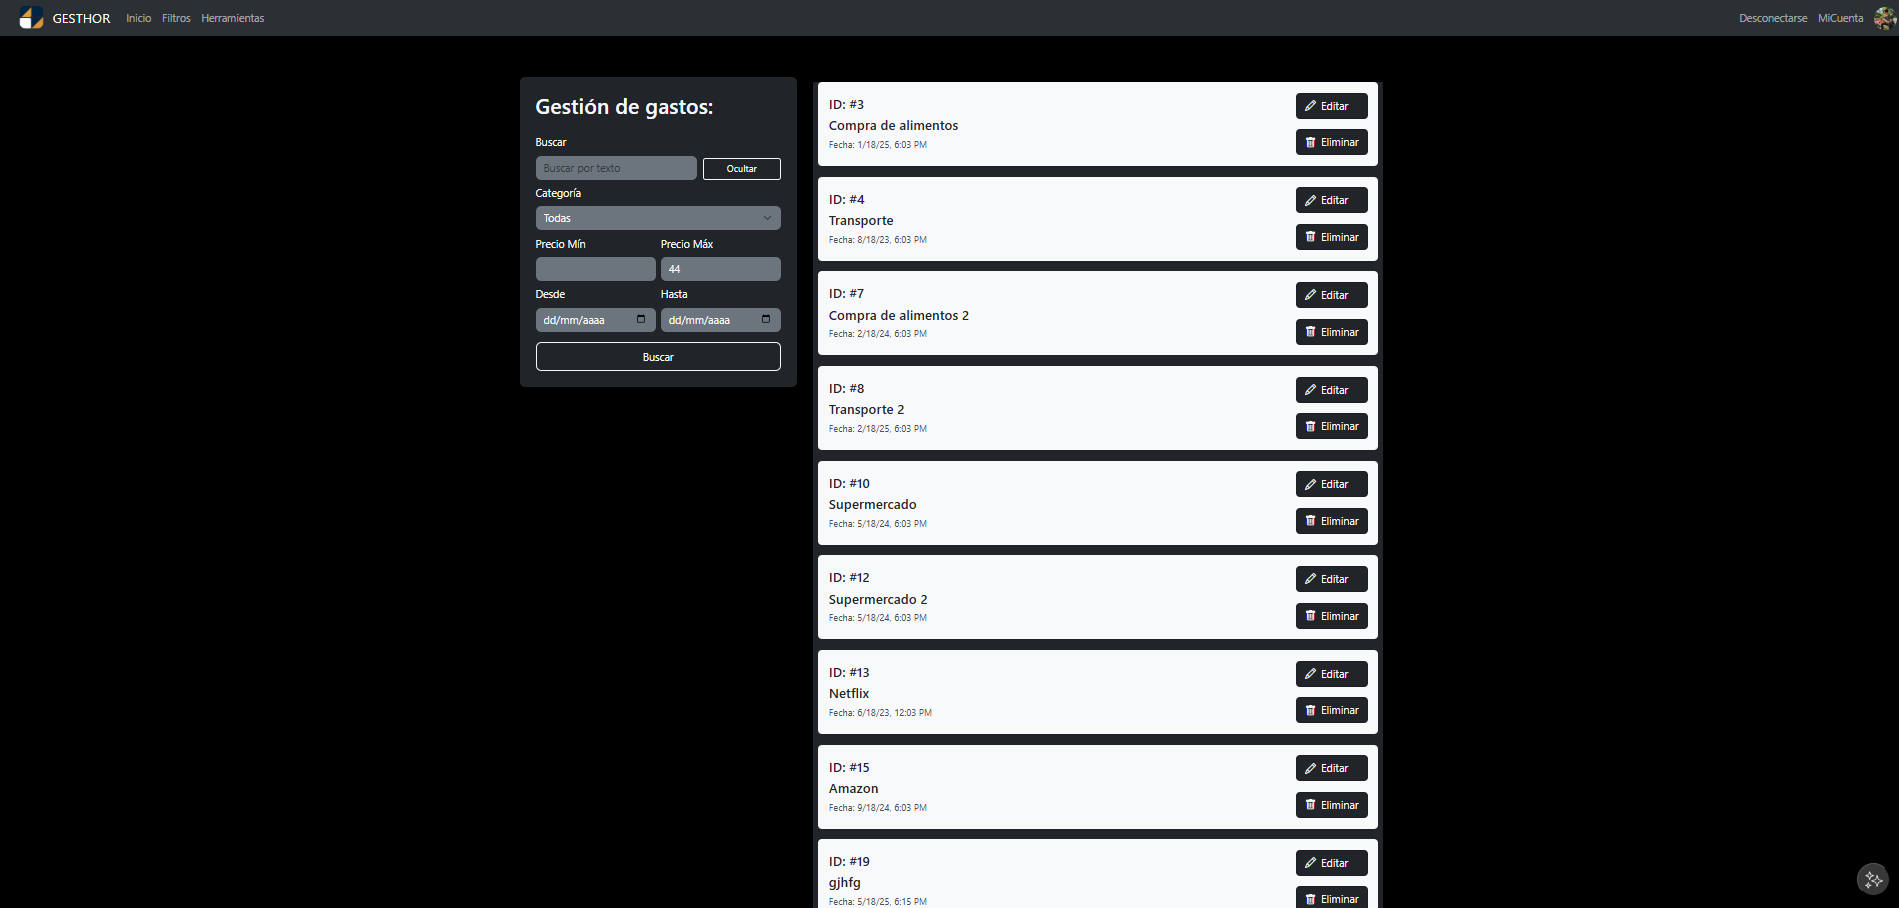 GESTHOR Inicio Filtros Herramientas Desconectarse MiCuenta
Gestión de gastos:
Buscar
Buscar por texto Ocultar
Categoría
Todas
Precio Mín Precio Máx
44
Desde Hasta
dd/mm/aaaa dd/mm/aaaa
Buscar
ID: #3
Compra de alimentos
Fecha: 1/18/25, 6:03 PM
Editar
Eliminar
ID: #4
Transporte
Fecha: 8/18/23, 6:03 PM
Editar
Eliminar
ID: #7
Compra de alimentos 2
Fecha: 2/18/24, 6:03 PM
Editar
Eliminar
ID: #8
Transporte 2
Fecha: 2/18/25, 6:03 PM
Editar
Eliminar
ID: #10
Supermercado
Fecha: 5/18/24, 6:03 PM
Editar
Eliminar
ID: #12
Supermercado 2
Fecha: 5/18/24, 6:03 PM
Editar
Eliminar
ID: #13
Netflix
Fecha: 6/18/23, 12:03 PM
Editar
Eliminar
ID: #15
Amazon
Fecha: 9/18/24, 6:03 PM
Editar
Eliminar
ID: #19
gjhfg
Fecha: 5/18/25, 6:15 PM
Editar
Eliminar